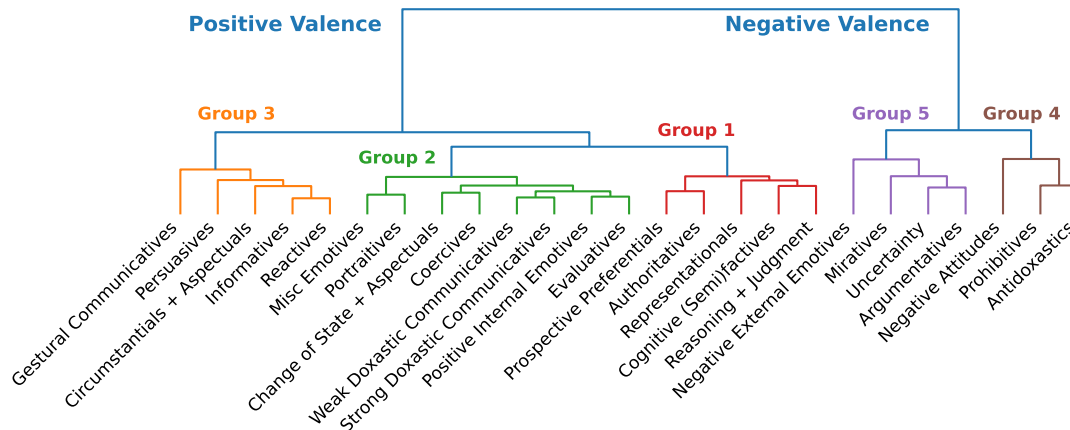 Positive Valence
Negative Valence
Group 3
Group 5
Group 4
Group 1
Group 2
Gestural Communicatives
Persuasives
Circumstantials + Aspectuals
Informatives
Reactives
Misc Emotives
Portraitives
Change of State + Aspectuals
Coercives
Weak Doxastic Communicatives
Strong Doxastic Communicatives
Positive Internal Emotives
Evaluatives
Prospective Preferentials
Authoritatives
Representationals
Cognitive (Semi)factives
Reasoning + Judgment
Negative External Emotives
Miratives
Uncertainty
Argumentatives
Negative Attitudes
Prohibitives
Antidoxastics